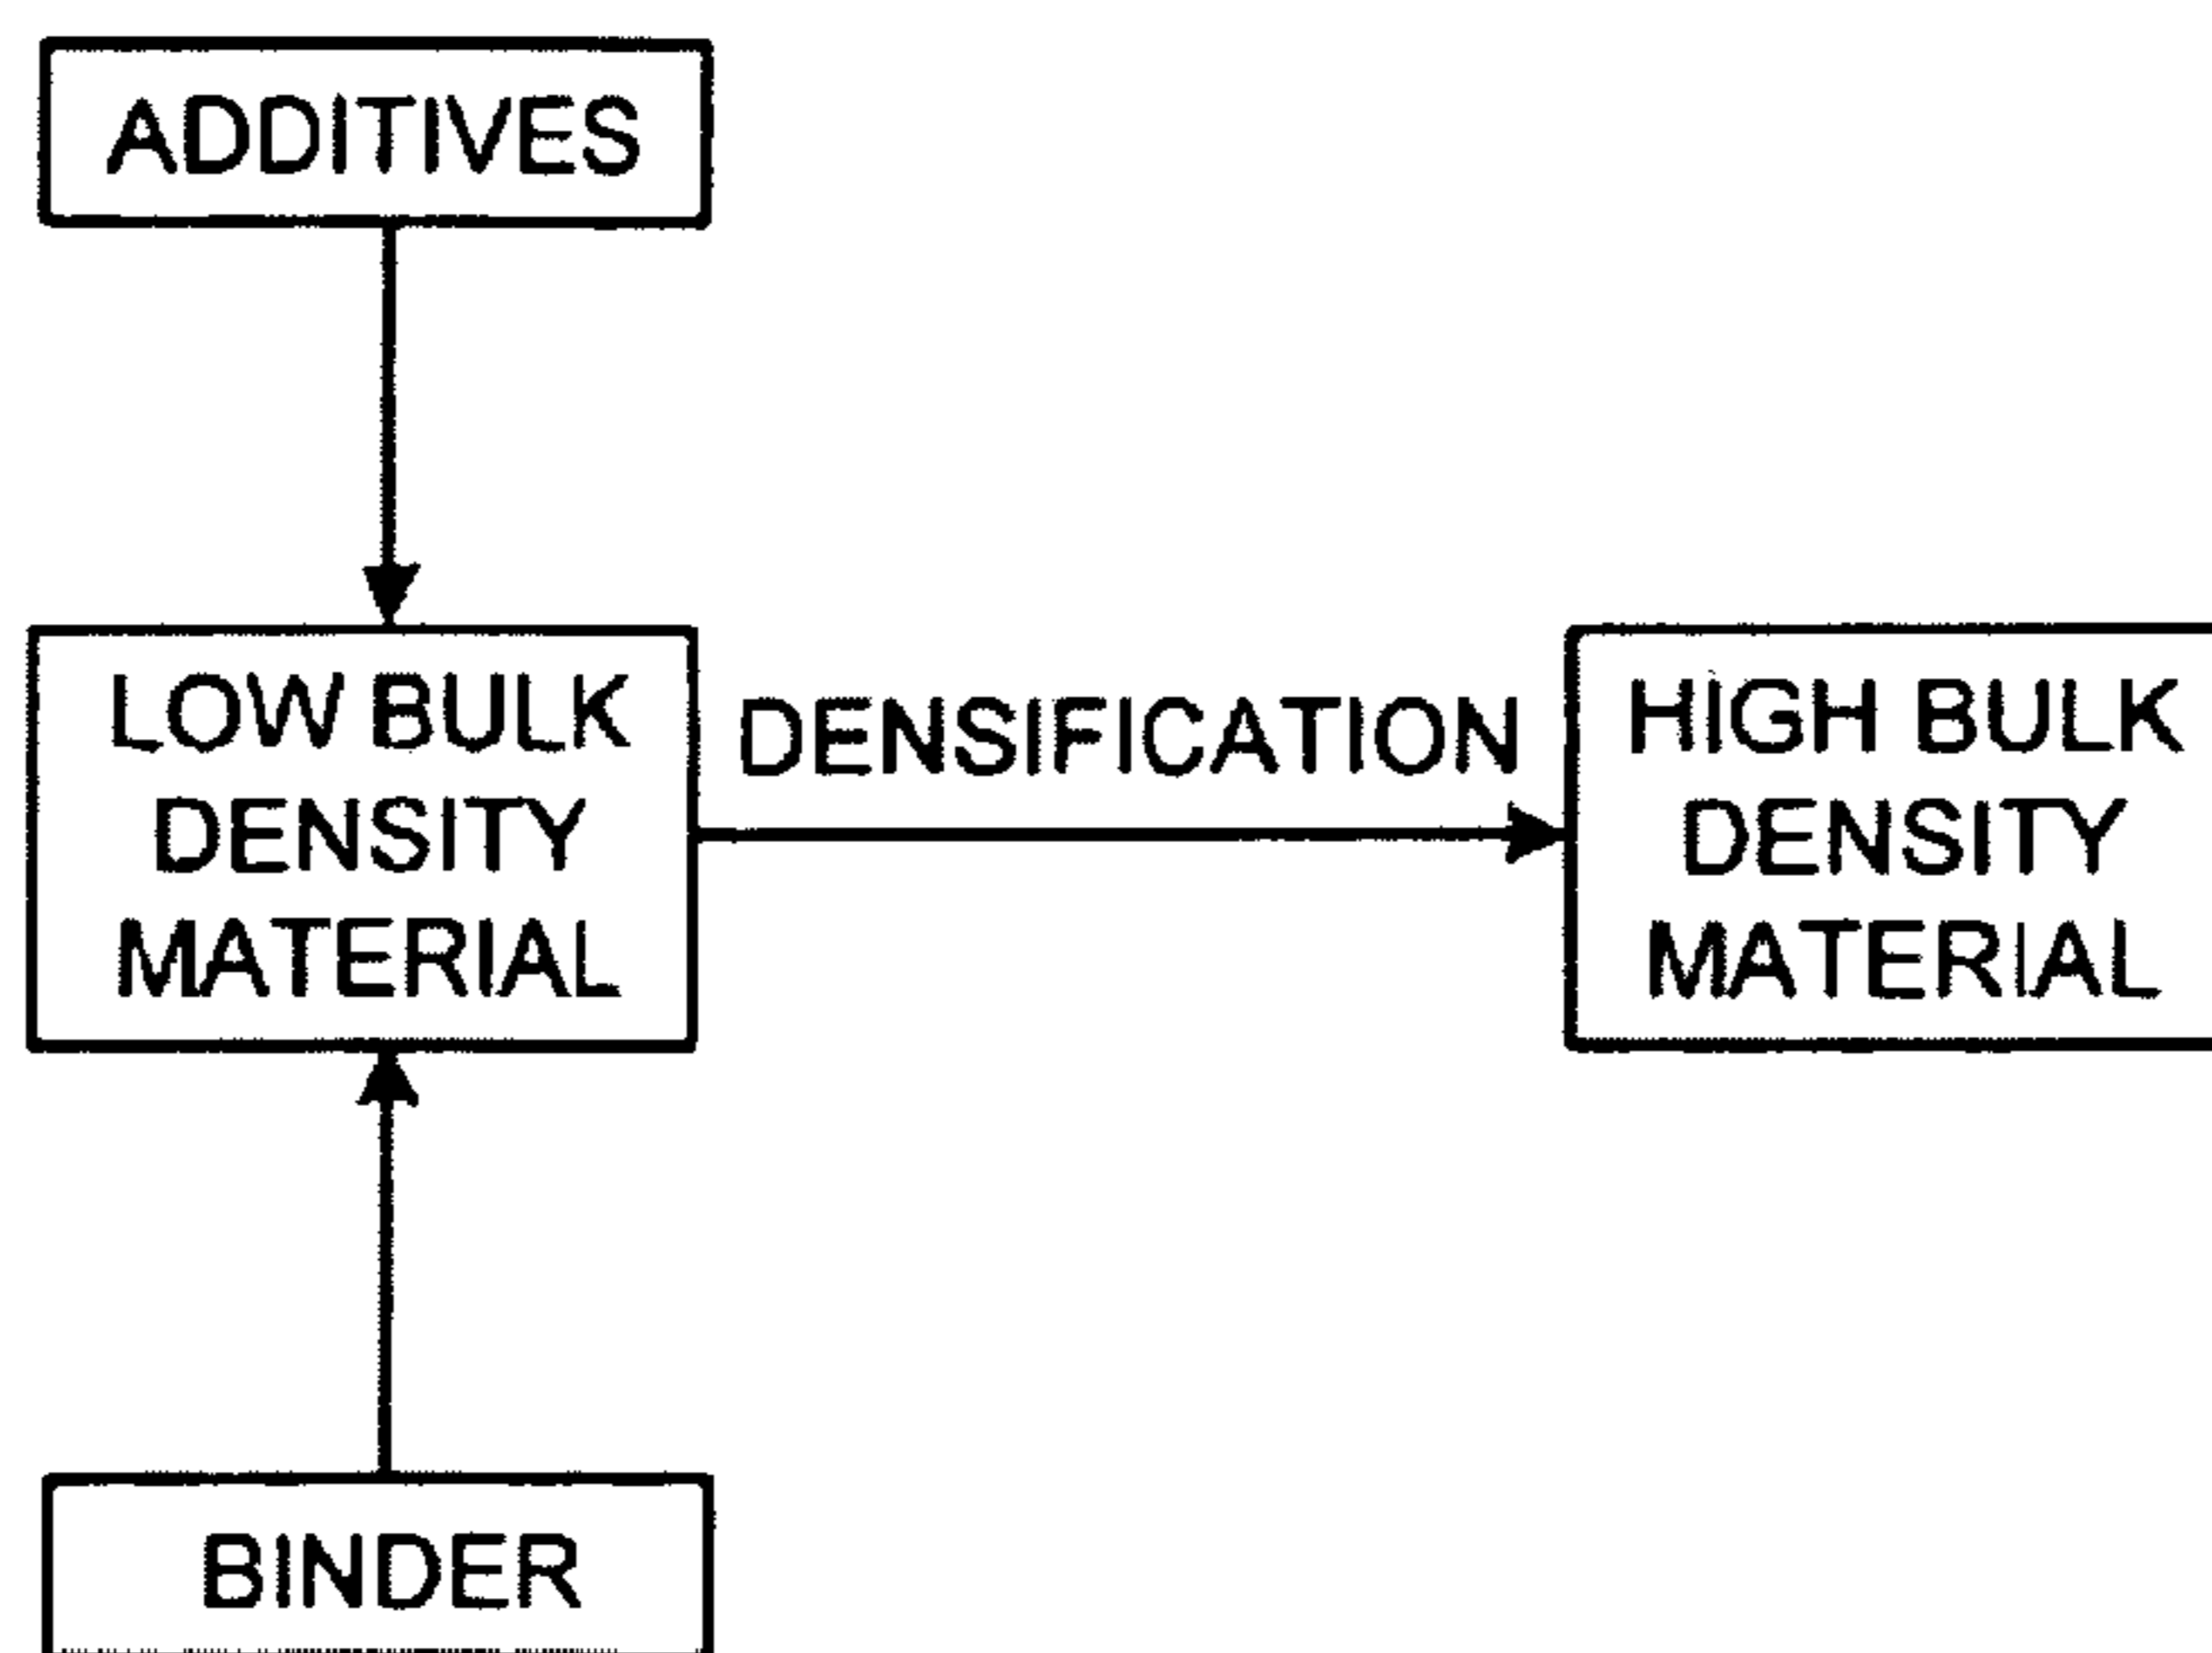 ADDITIVES
LOW BULK
DENSITY
MATERIAL
DENSIFICATION
HIGH BULK
DENSITY
MATERIAL
BINDER